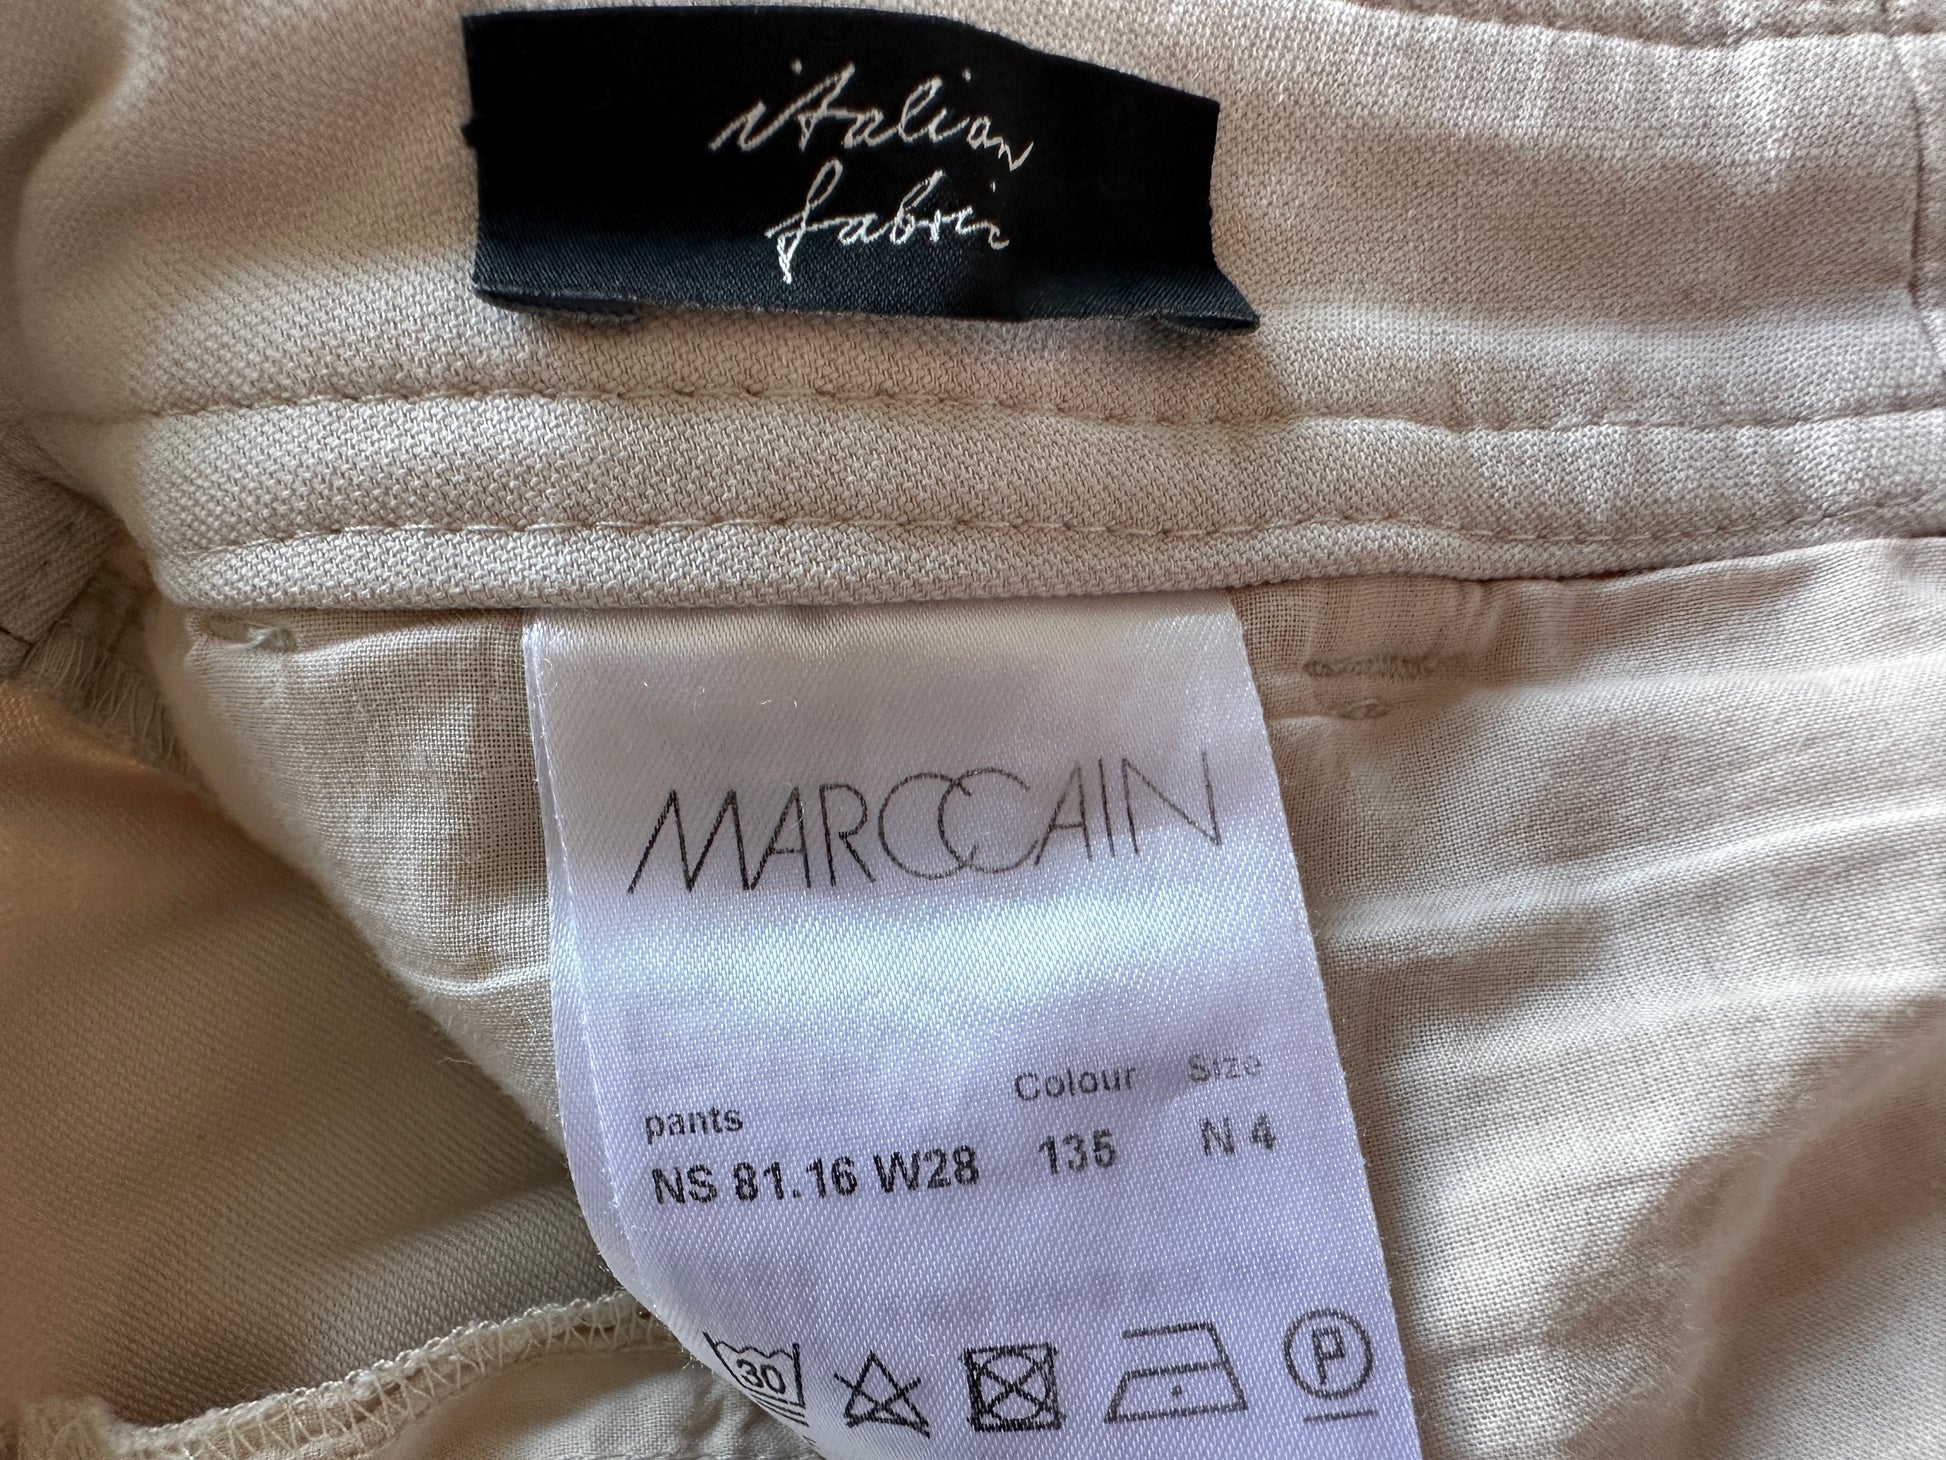 italian
fabric
MARCCAIN
Colour Size
pants
NS 81.16 W28 135 N 4
30
P